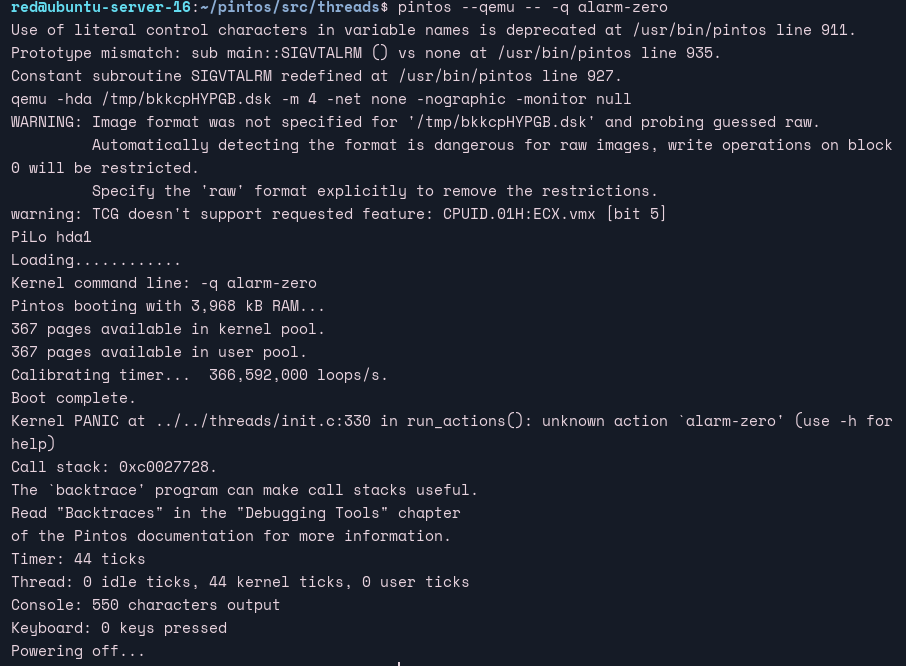 red@ubuntu-server-16:~/pintos/src/threads$ pintos --qemu -- -q alarm-zero
Use of literal control characters in variable names is deprecated at /usr/bin/pintos line 911.
Prototype mismatch: sub main::SIGVTALRM () vs none at /usr/bin/pintos line 935.
Constant subroutine SIGVTALRM redefined at /usr/bin/pintos line 927.
qemu -hda /tmp/bkkcpHYPGB.dsk -m 4 -net none -nographic -monitor null
WARNING: Image format was not specified for '/tmp/bkkcpHYPGB.dsk' and probing guessed raw.
         Automatically detecting the format is dangerous for raw images, write operations on block
0 will be restricted.
         Specify the 'raw' format explicitly to remove the restrictions.
warning: TCG doesn't support requested feature: CPUID.01H:ECX.vmx [bit 5]
PiLo hda1
Loading............
Kernel command line: -q alarm-zero
Pintos booting with 3,968 kB RAM...
367 pages available in kernel pool.
367 pages available in user pool.
Calibrating timer...  366,592,000 loops/s.
Boot complete.
Kernel PANIC at ../../threads/init.c:330 in run_actions(): unknown action `alarm-zero' (use -h for
help)
Call stack: 0xc0027728.
The `backtrace' program can make call stacks useful.
Read "Backtraces" in the "Debugging Tools" chapter
of the Pintos documentation for more information.
Timer: 44 ticks
Thread: 0 idle ticks, 44 kernel ticks, 0 user ticks
Console: 550 characters output
Keyboard: 0 keys pressed
Powering off...